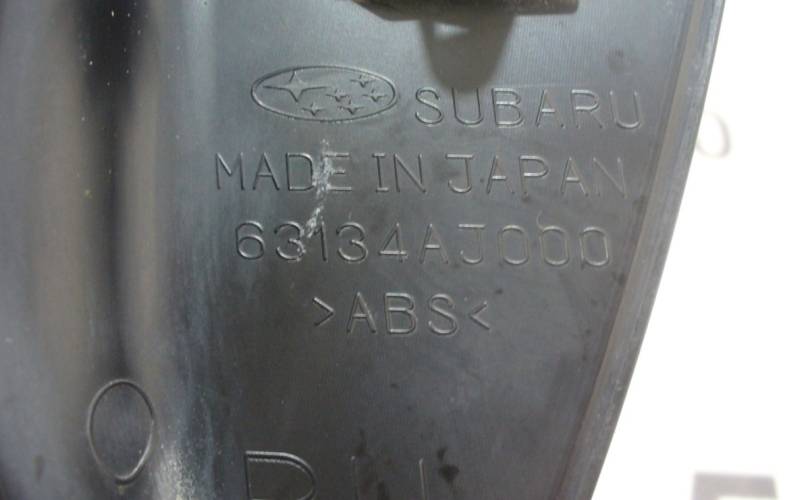 SUBARU
MADE IN JAPAN
63134AJ000
>ABS<